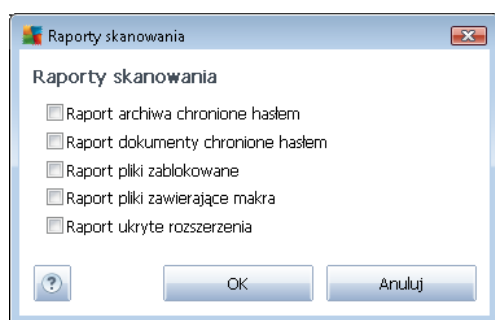 Raporty skanowania
Raporty skanowania
Raport archiwa chronione hasłem
Raport dokumenty chronione hasłem
Raport pliki zablokowane
Raport pliki zawierające makra
Raport ukryte rozszerzenia
? OK Anuluj